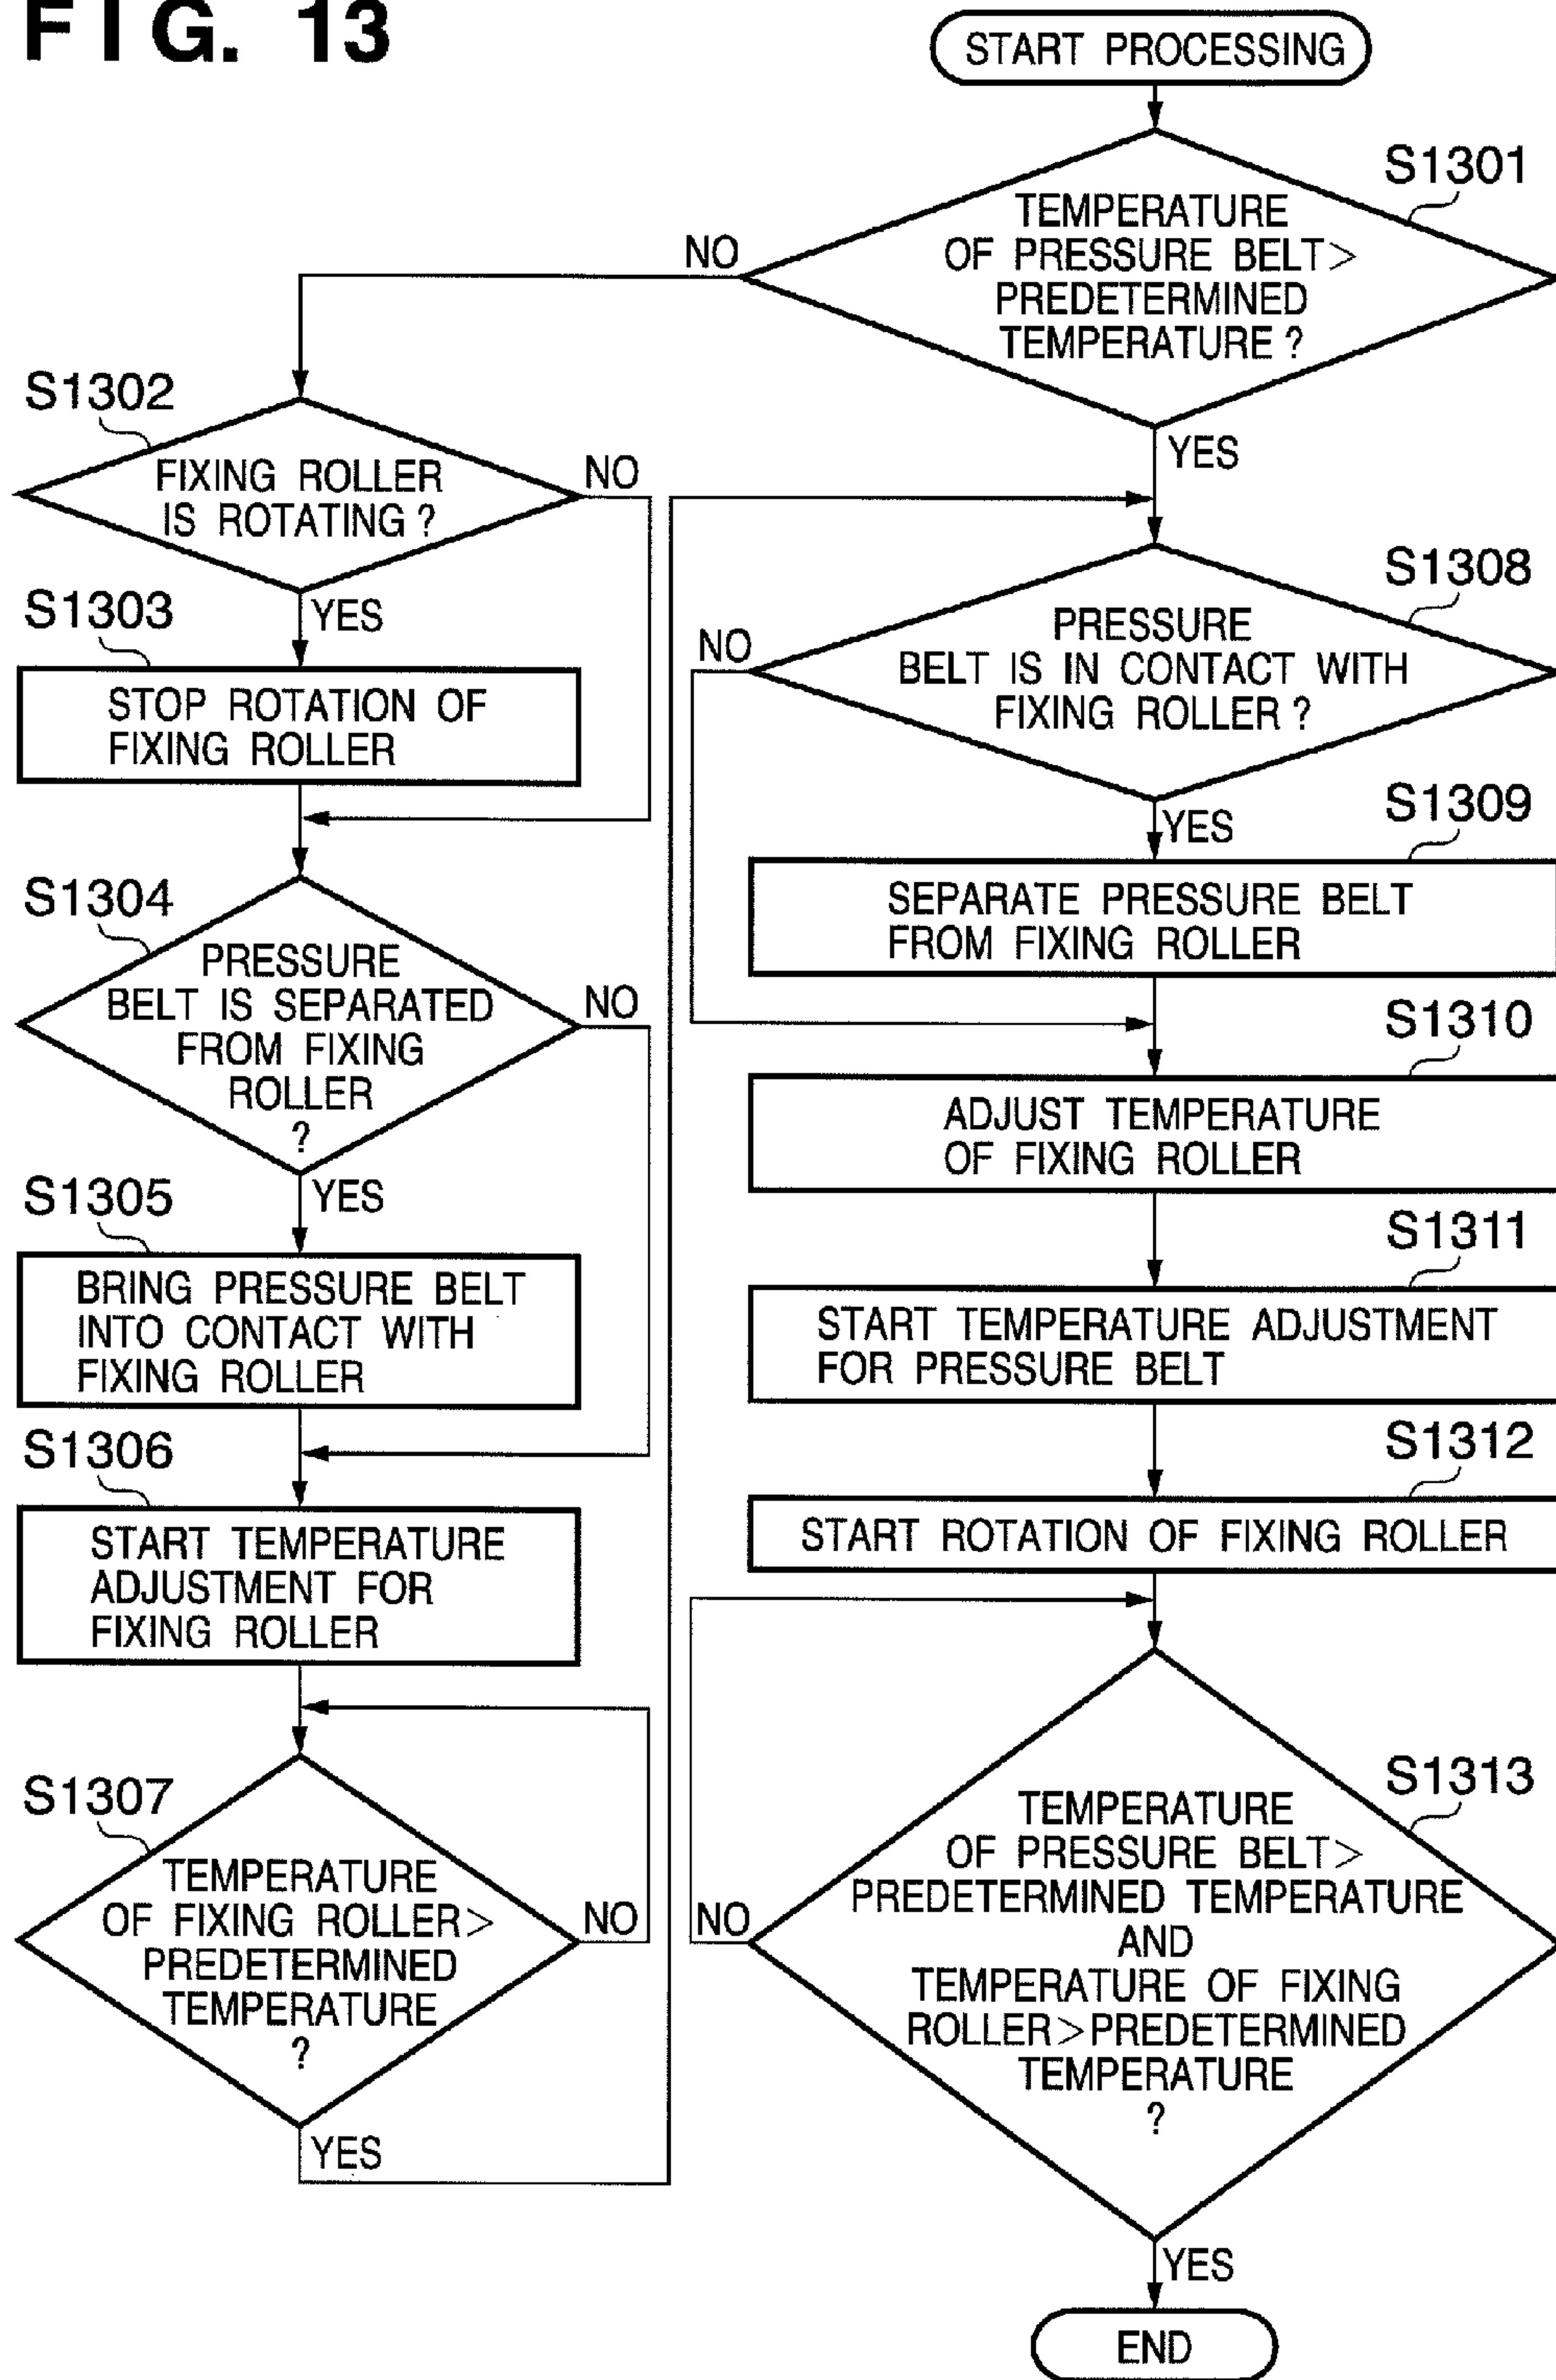 FIG. 13
START PROCESSING
S1301
TEMPERATURE
OF PRESSURE BELT>
PREDETERMINED
TEMPERATURE ?
NO
YES
S1302
FIXING ROLLER
IS ROTATING ?
NO
YES
S1303
STOP ROTATION OF
FIXING ROLLER
S1304
PRESSURE
BELT IS SEPARATED
FROM FIXING
ROLLER
?
NO
YES
S1305
BRING PRESSURE BELT
INTO CONTACT WITH
FIXING ROLLER
S1306
START TEMPERATURE
ADJUSTMENT FOR
FIXING ROLLER
S1307
TEMPERATURE
OF FIXING ROLLER>
PREDETERMINED
TEMPERATURE
?
NO
YES
S1308
PRESSURE
BELT IS IN CONTACT WITH
FIXING ROLLER ?
NO
YES
S1309
SEPARATE PRESSURE BELT
FROM FIXING ROLLER
S1310
ADJUST TEMPERATURE
OF FIXING ROLLER
S1311
START TEMPERATURE ADJUSTMENT
FOR PRESSURE BELT
S1312
START ROTATION OF FIXING ROLLER
S1313
TEMPERATURE
OF PRESSURE BELT>
PREDETERMINED TEMPERATURE
AND
TEMPERATURE OF FIXING
ROLLER>PREDETERMINED
TEMPERATURE
?
NO
YES
END